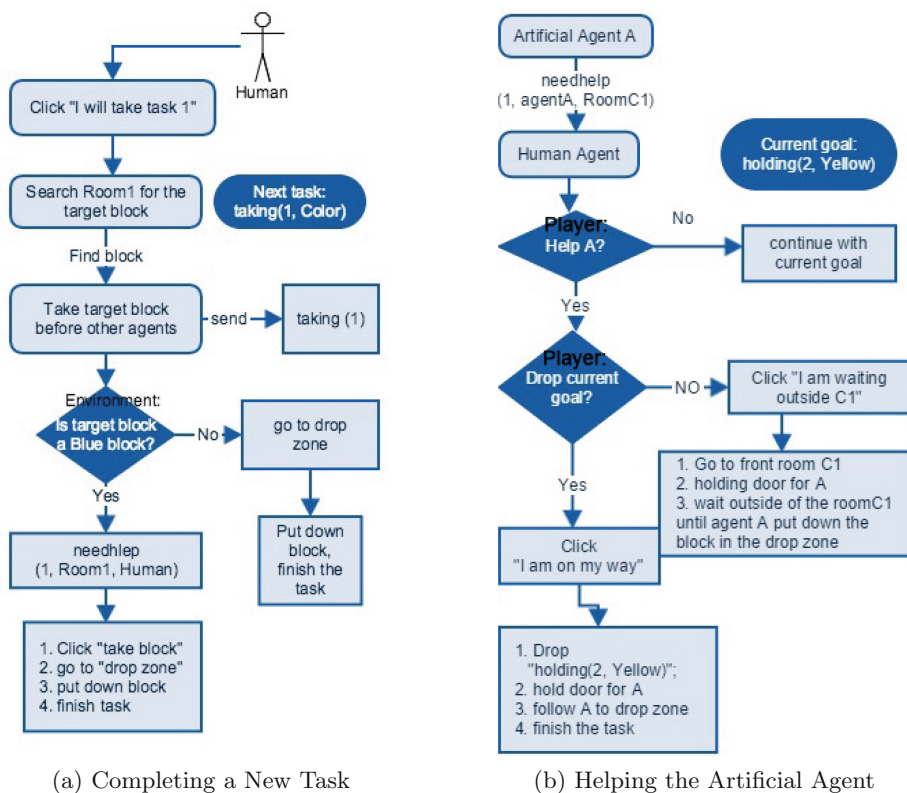 Human
Click "I will take task 1"
Search Room1 for the
target block
Next task:
taking(1, Color)
Find block
Take target block
before other agents
send
taking (1)
Environment:
Is target block
a Blue block?
No
go to drop
zone
Yes
Put down
block,
finish the
task
needhlep
(1, Room1, Human)
1. Click "take block"
2. go to "drop zone"
3. put down block
4. finish task
(a) Completing a New Task
Artificial Agent A
needhelp
(1, agentA, RoomC1)
Human Agent
Current goal:
holding(2, Yellow)
Player:
Help A?
No
continue with
current goal
Yes
Player:
Drop current
goal?
NO
Click "I am waiting
outside C1"
1. Go to front room C1
2. holding door for A
3. wait outside of the roomC1
until agent A put down the
block in the drop zone
Yes
Click
"I am on my way"
1. Drop
"holding(2, Yellow)";
2. hold door for A
3. follow A to drop zone
4. finish the task
(b) Helping the Artificial Agent